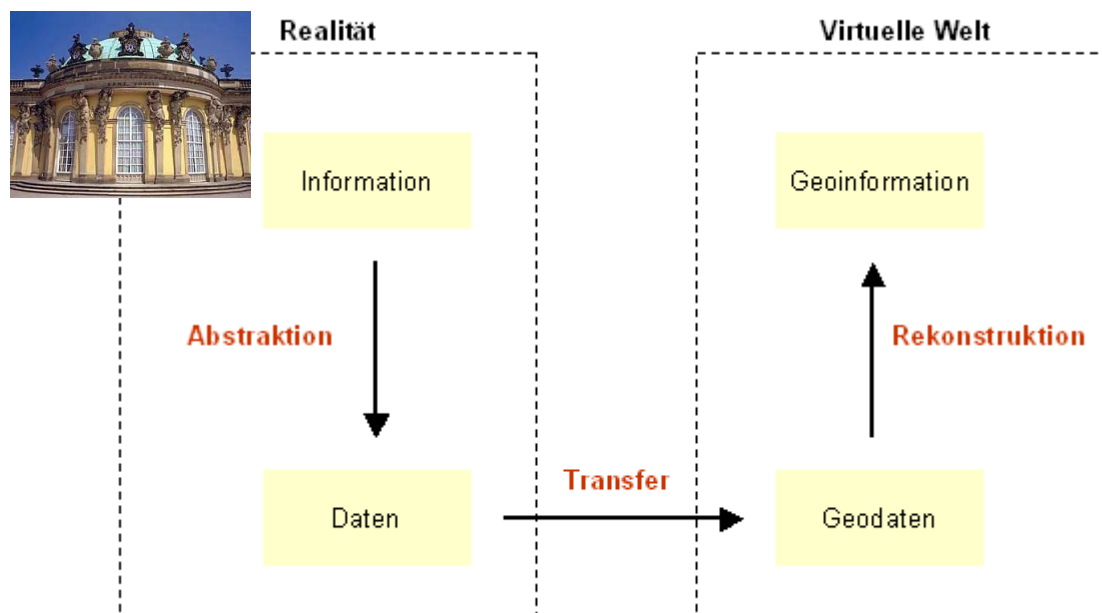 Realität
Virtuelle Welt
Information
Geoinformation
Abstraktion
Rekonstruktion
Transfer
Daten
Geodaten